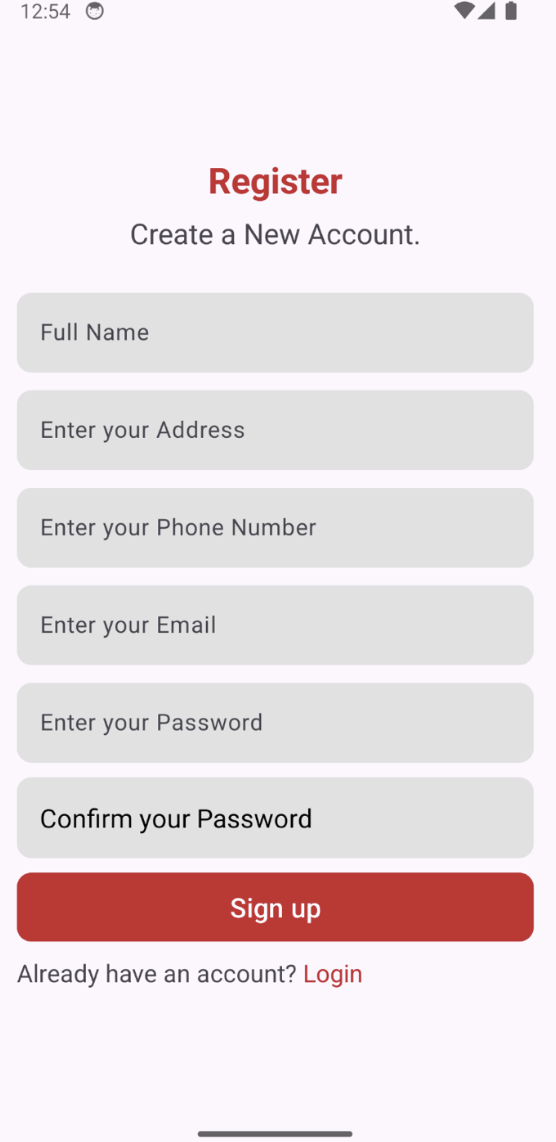 12:54
Register
Create a New Account.
Full Name
Enter your Address
Enter your Phone Number
Enter your Email
Enter your Password
Confirm your Password
Sign up
Already have an account? Login